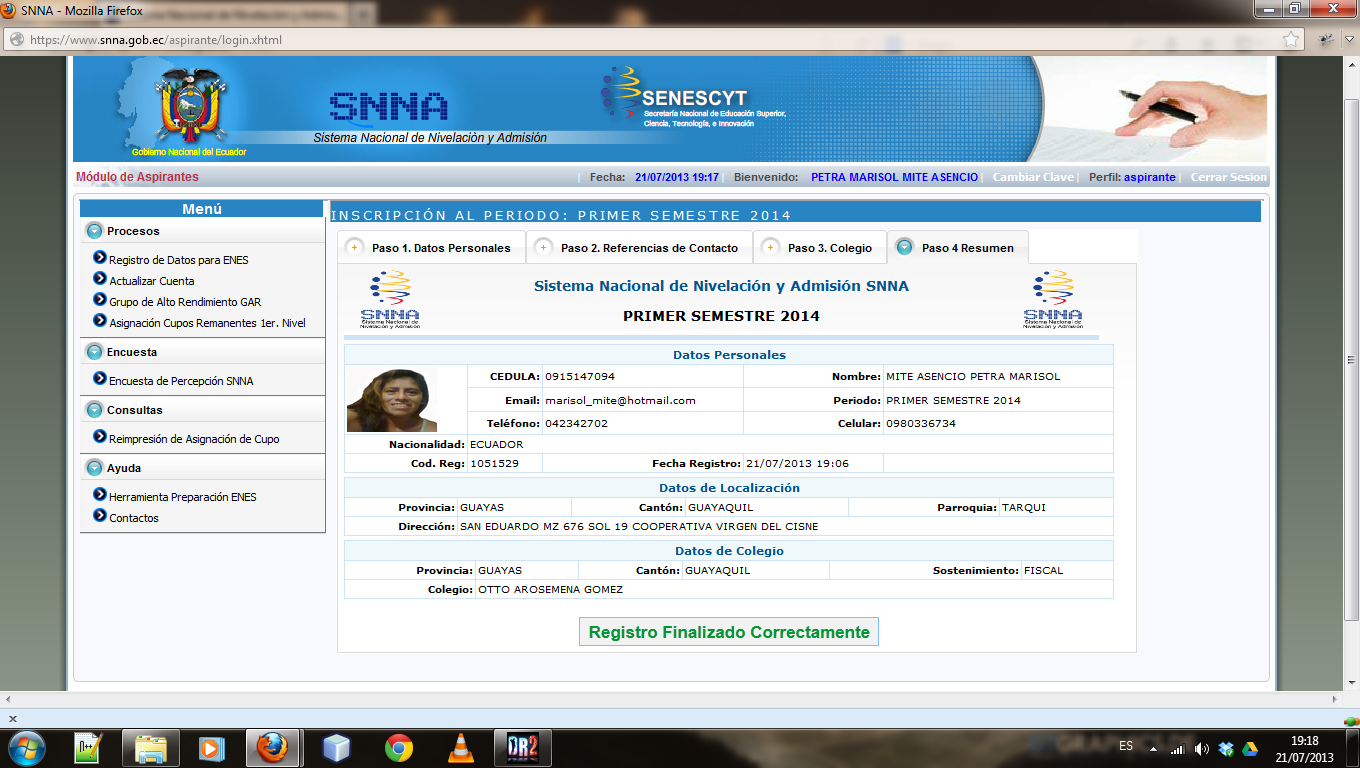 SNNA - Mozilla Firefox
https://www.snna.gob.ec/aspirante/login.xhtml
SNNA
Sistema Nacional de Nivelación y Admisión
Gobierno Nacional del Ecuador
SENESCYT
Secretaría Nacional de Educación Superior,
Ciencia, Tecnología, e Innovación
Módulo de Aspirantes
Fecha: 21/07/2013 19:17 Bienvenido: PETRA MARISOL MITE ASENCIO Cambiar Clave Perfil: aspirante Cerrar Sesion
Menú
Procesos
Registro de Datos para ENES
Actualizar Cuenta
Grupo de Alto Rendimiento GAR
Asignación Cupos Remanentes 1er. Nivel
Encuesta
Encuesta de Percepción SNNA
Consultas
Reimpresión de Asignación de Cupo
Ayuda
Herramienta Preparación ENES
Contactos
INSCRIPCIÓN AL PERIODO: PRIMER SEMESTRE 2014
Paso 1. Datos Personales Paso 2. Referencias de Contacto Paso 3. Colegio Paso 4 Resumen
SNNA
Sistema Nacional de
Nivelación y Admisión
Sistema Nacional de Nivelación y Admisión SNNA
PRIMER SEMESTRE 2014
SNNA
Sistema Nacional de
Nivelación y Admisión
Datos Personales
CEDULA: 0915147094 Nombre: MITE ASENCIO PETRA MARISOL
Email: marisol_mite@hotmail.com Periodo: PRIMER SEMESTRE 2014
Teléfono: 042342702 Celular: 0980336734
Nacionalidad: ECUADOR
Cod. Reg: 1051529 Fecha Registro: 21/07/2013 19:06
Datos de Localización
Provincia: GUAYAS Cantón: GUAYAQUIL Parroquia: TARQUI
Dirección: SAN EDUARDO MZ 676 SOL 19 COOPERATIVA VIRGEN DEL CISNE
Datos de Colegio
Provincia: GUAYAS Cantón: GUAYAQUIL Sostenimiento: FISCAL
Colegio: OTTO AROSEMENA GOMEZ
Registro Finalizado Correctamente
DR2
ES
19:18
21/07/2013